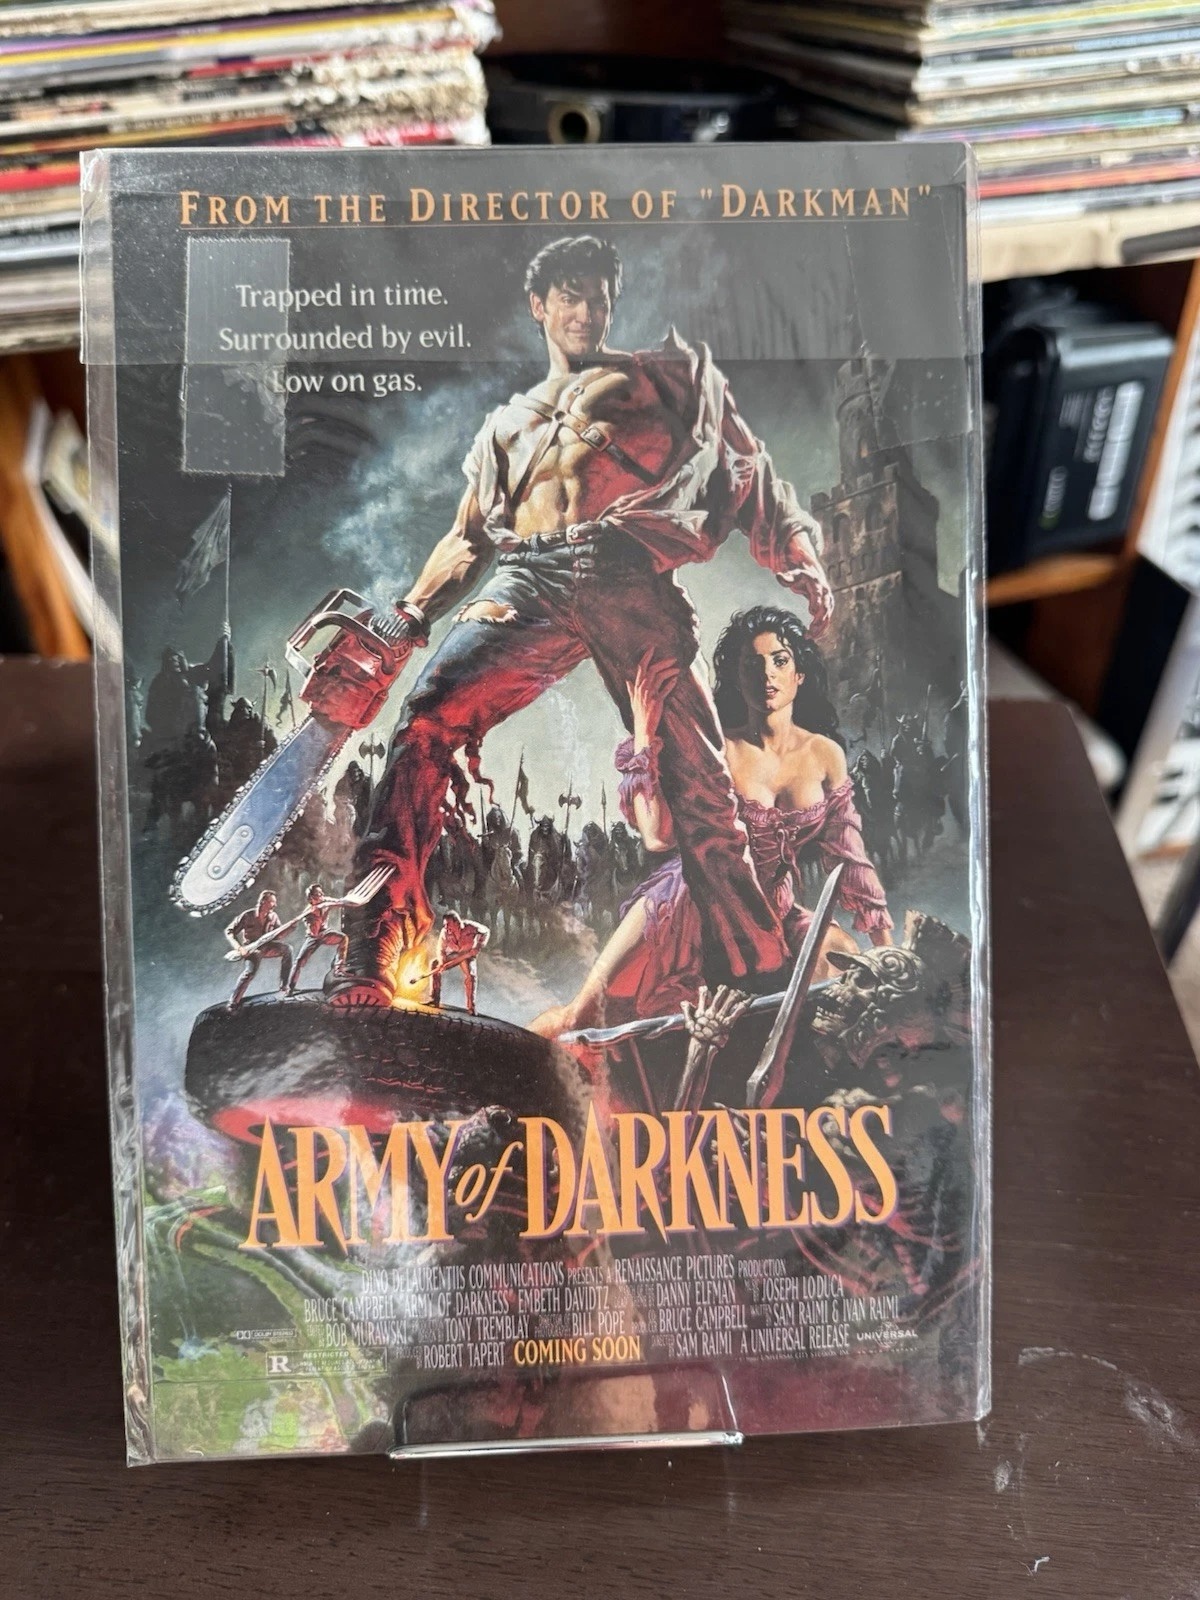 FROM THE DIRECTOR OF "DARKMAN"
Trapped in time.
Surrounded by evil.
Low on gas.
ARMY of DARKNESS
DINO DE LAURENTIIS COMMUNICATIONS PRESENTS A RENAISSANCE PICTURES PRODUCTION
BRUCE CAMPBELL "ARMY OF DARKNESS" EMBETH DAVIDTZ DANNY ELFMAN JOSEPH LODUCA
BOB MURAWSKI TONY TREMBLAY BILL POPE BRUCE CAMPBELL SAM RAIMI & IVAN RAIMI
ROBERT TAPERT COMING SOON SAM RAIMI A UNIVERSAL RELEASE
DOLBY STEREO
R RESTRICTED
UNIVERSAL